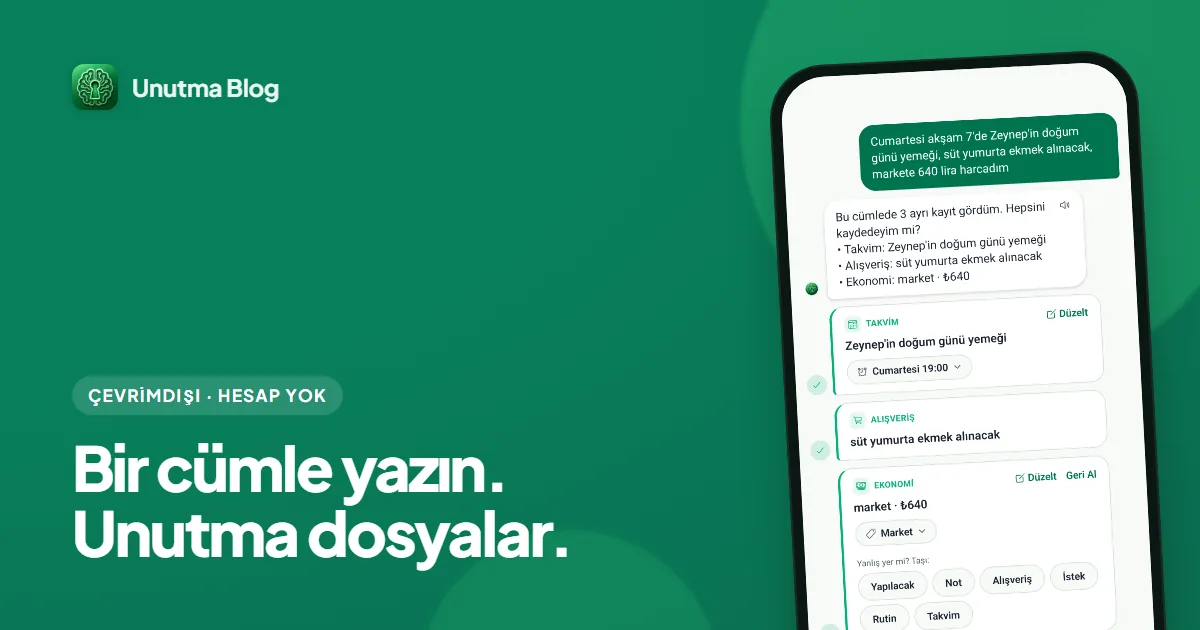 Unutma Blog
ÇEVRİMDIŞI · HESAP YOK
Bir cümle yazın.
Unutma dosyalar.
Cumartesi akşam 7'de Zeynep'in doğum
günü yemeği, süt yumurta ekmek alınacak,
markete 640 lira harcadım
Bu cümlede 3 ayrı kayıt gördüm. Hepsini
kaydedeyim mi?
• Takvim: Zeynep'in doğum günü yemeği
• Alışveriş: süt yumurta ekmek alınacak
• Ekonomi: market · ₺640
TAKVİM
Düzelt
Zeynep'in doğum günü yemeği
Cumartesi 19:00
ALIŞVERİŞ
süt yumurta ekmek alınacak
EKONOMİ
Düzelt Geri Al
market · ₺640
Market
Yanlış yer mi? Taşı:
Yapılacak Not Alışveriş İstek
Rutin Takvim